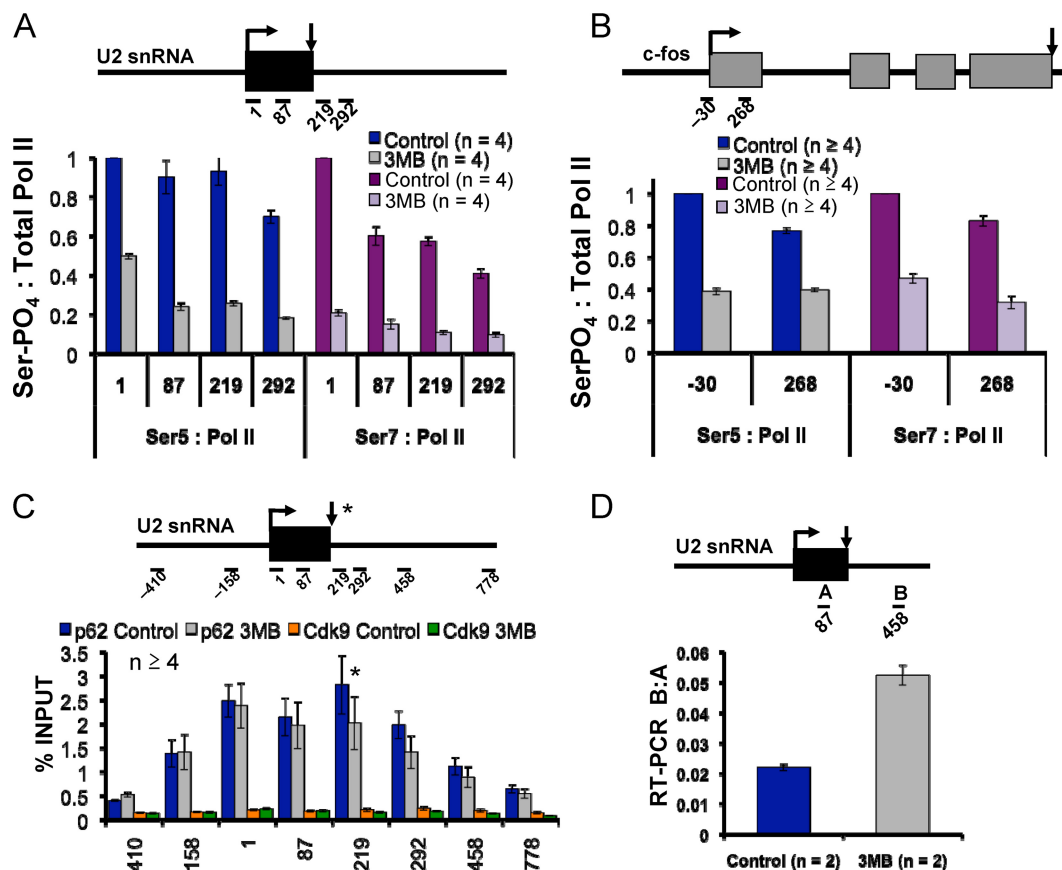 A
U2 snRNA
1 87 219 292
Control (n = 4)
3MB (n = 4)
Control (n = 4)
3MB (n = 4)
Ser-PO4 : Total Pol II
1
0.8
0.6
0.4
0.2
0
1 87 219 292 1 87 219 292
Ser5 : Pol II Ser7 : Pol II
B
c-fos
–30 268
Control (n ≥ 4)
3MB (n ≥ 4)
Control (n ≥ 4)
3MB (n ≥ 4)
SerPO4 : Total Pol II
1
0.8
0.6
0.4
0.2
0
-30 268 -30 268
Ser5 : Pol II Ser7 : Pol II
C
*
U2 snRNA
–410 –158 1 87 219 292 458 778
p62 Control p62 3MB Cdk9 Control Cdk9 3MB
n ≥ 4
*
% INPUT
3.5
3
2.5
2
1.5
1
0.5
0
410 158 1 87 219 292 458 778
D
U2 snRNA
A B
87 458
RT-PCR B:A
0.06
0.05
0.04
0.03
0.02
0.01
0
Control (n = 2) 3MB (n = 2)